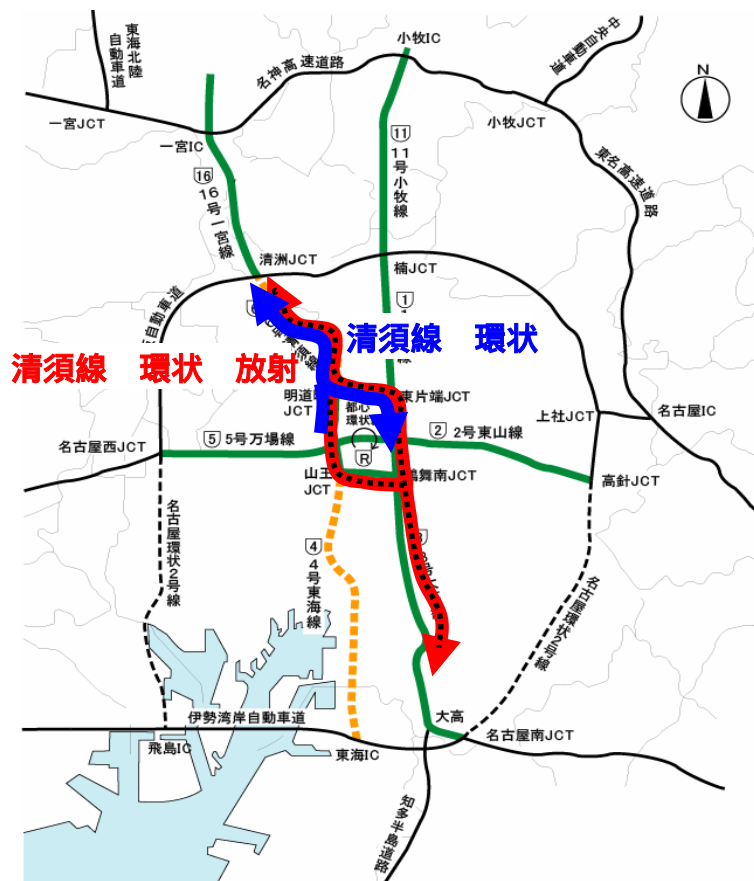 東海北陸
自動車道
小牧IC
中央自動車道
名神高速道路
N
一宮JCT
小牧JCT
一宮IC
11
11号小牧線
東名高速道路
16
16号一宮線
清洲JCT
楠JCT
自動車道
1
6
清須線 環状
清須線 環状 放射
明道
JCT
都心
環状
東片端JCT
上社JCT
名古屋IC
名古屋西JCT
5
5号万場線
2
2号東山線
R
山王
JCT
鶴舞南JCT
高針JCT
名古屋環状2号線
4
4号東海線
名古屋環状2号線
伊勢湾岸自動車道
大高
名古屋南JCT
飛島IC
東海IC
知多半島道路